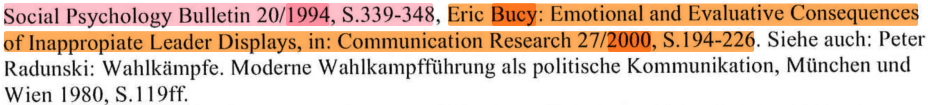 Social Psychology Bulletin 20/1994, S.339-348, Eric Bucy: Emotional and Evaluative Consequences
of Inappropiate Leader Displays, in: Communication Research 27/2000, S.194-226. Siehe auch: Peter
Radunski: Wahlkämpfe. Moderne Wahlkampfführung als politische Kommunikation, München und
Wien 1980, S.119ff.